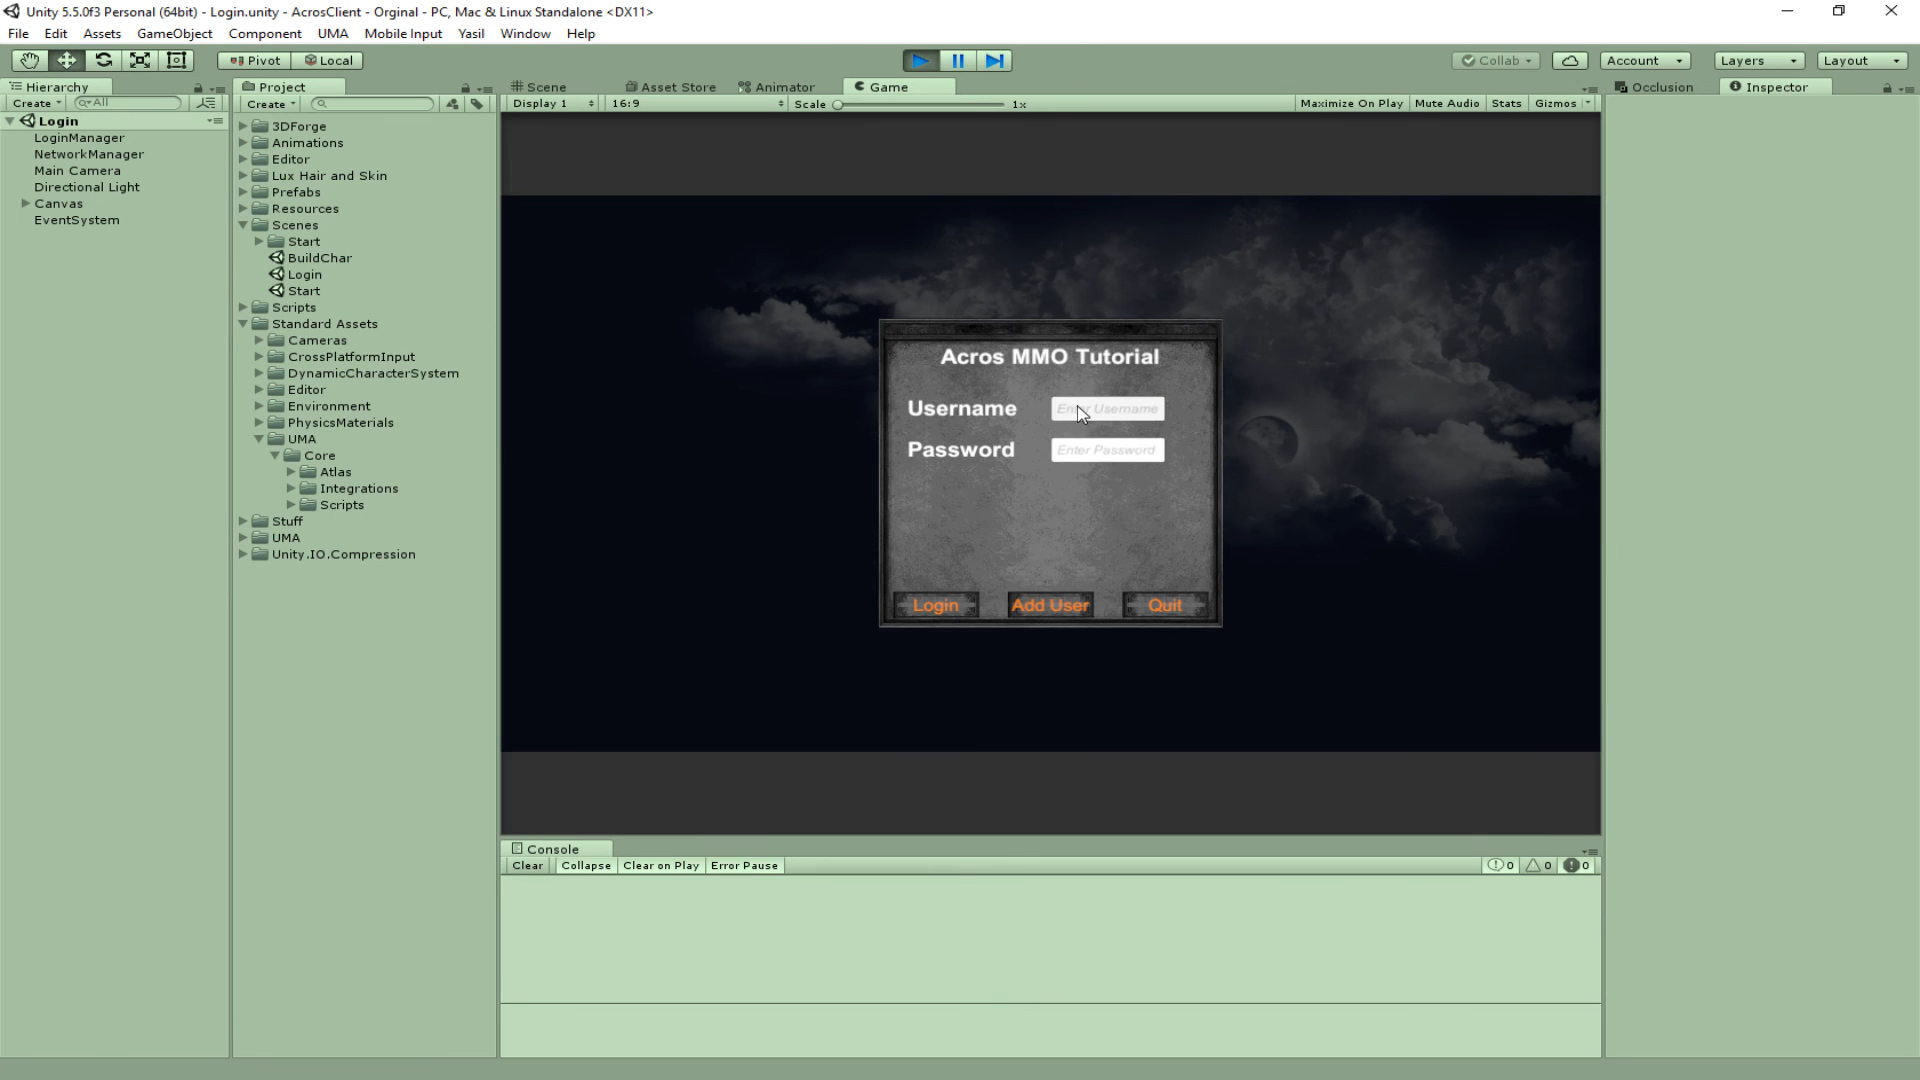 Unity 5.5.0f3 Personal (64bit) - Login.unity - AcrosClient - Orginal - PC, Mac & Linux Standalone <DX11>
File Edit Assets GameObject Component UMA Mobile Input Yasil Window Help
Pivot Local Collab Account Layers Layout
Hierarchy
Create All
Login
LoginManager
NetworkManager
Main Camera
Directional Light
Canvas
EventSystem
Project
Create
3DForge
Animations
Editor
Lux Hair and Skin
Prefabs
Resources
Scenes
Start
BuildChar
Login
Start
Scripts
Standard Assets
Cameras
CrossPlatformInput
DynamicCharacterSystem
Editor
Environment
PhysicsMaterials
UMA
Core
Atlas
Integrations
Scripts
Stuff
UMA
Unity.IO.Compression
Scene Asset Store Animator Game
Display 1 16:9 Scale 1x Maximize On Play Mute Audio Stats Gizmos
Acros MMO Tutorial
Username Enter Username
Password Enter Password
Login Add User Quit
Console
Clear Collapse Clear on Play Error Pause 0 0 0
Occlusion Inspector